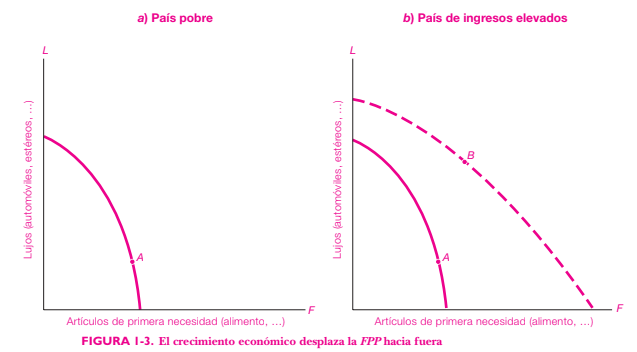 a) País pobre
L
Lujos (automóviles, estéreos, ...)
A
F
Artículos de primera necesidad (alimento, ...)
b) País de ingresos elevados
L
Lujos (automóviles, estéreos, ...)
B
A
F
Artículos de primera necesidad (alimento, ...)
FIGURA 1-3. El crecimiento económico desplaza la FPP hacia fuera